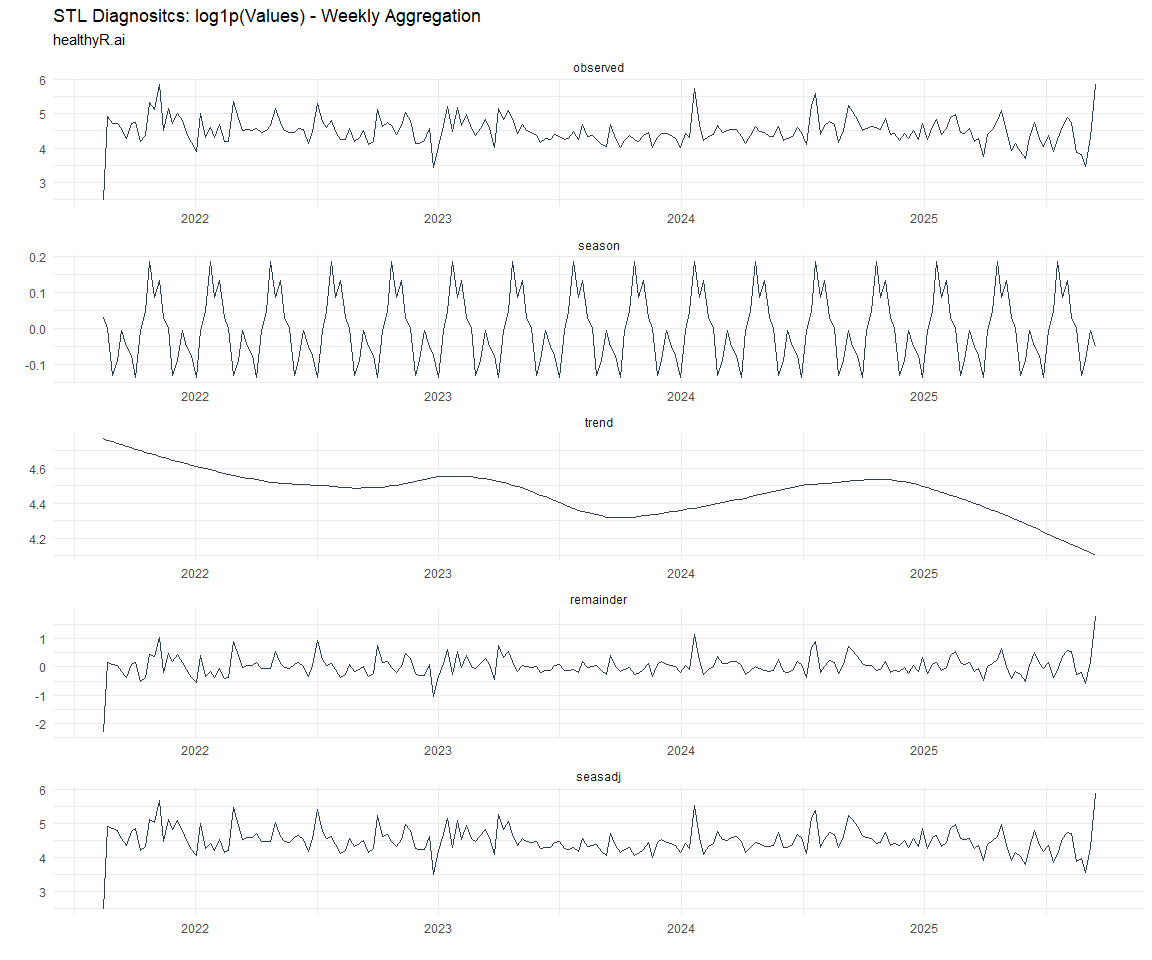 STL Diagnositcs: log1p(Values) - Weekly Aggregation
healthyR.ai
observed
6
5
4
3
2022 2023 2024 2025
season
0.2
0.1
0.0
-0.1
2022 2023 2024 2025
trend
4.6
4.4
4.2
2022 2023 2024 2025
remainder
1
0
-1
-2
2022 2023 2024 2025
seasadj
6
5
4
3
2022 2023 2024 2025